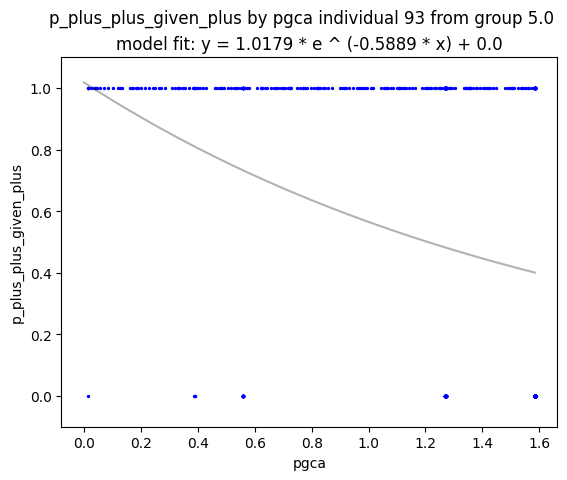 p_plus_plus_given_plus by pgca individual 93 from group 5.0
model fit: y = 1.0179 * e ^ (-0.5889 * x) + 0.0
p_plus_plus_given_plus
1.0
0.8
0.6
0.4
0.2
0.0
0.0 0.2 0.4 0.6 0.8 1.0 1.2 1.4 1.6
pgca